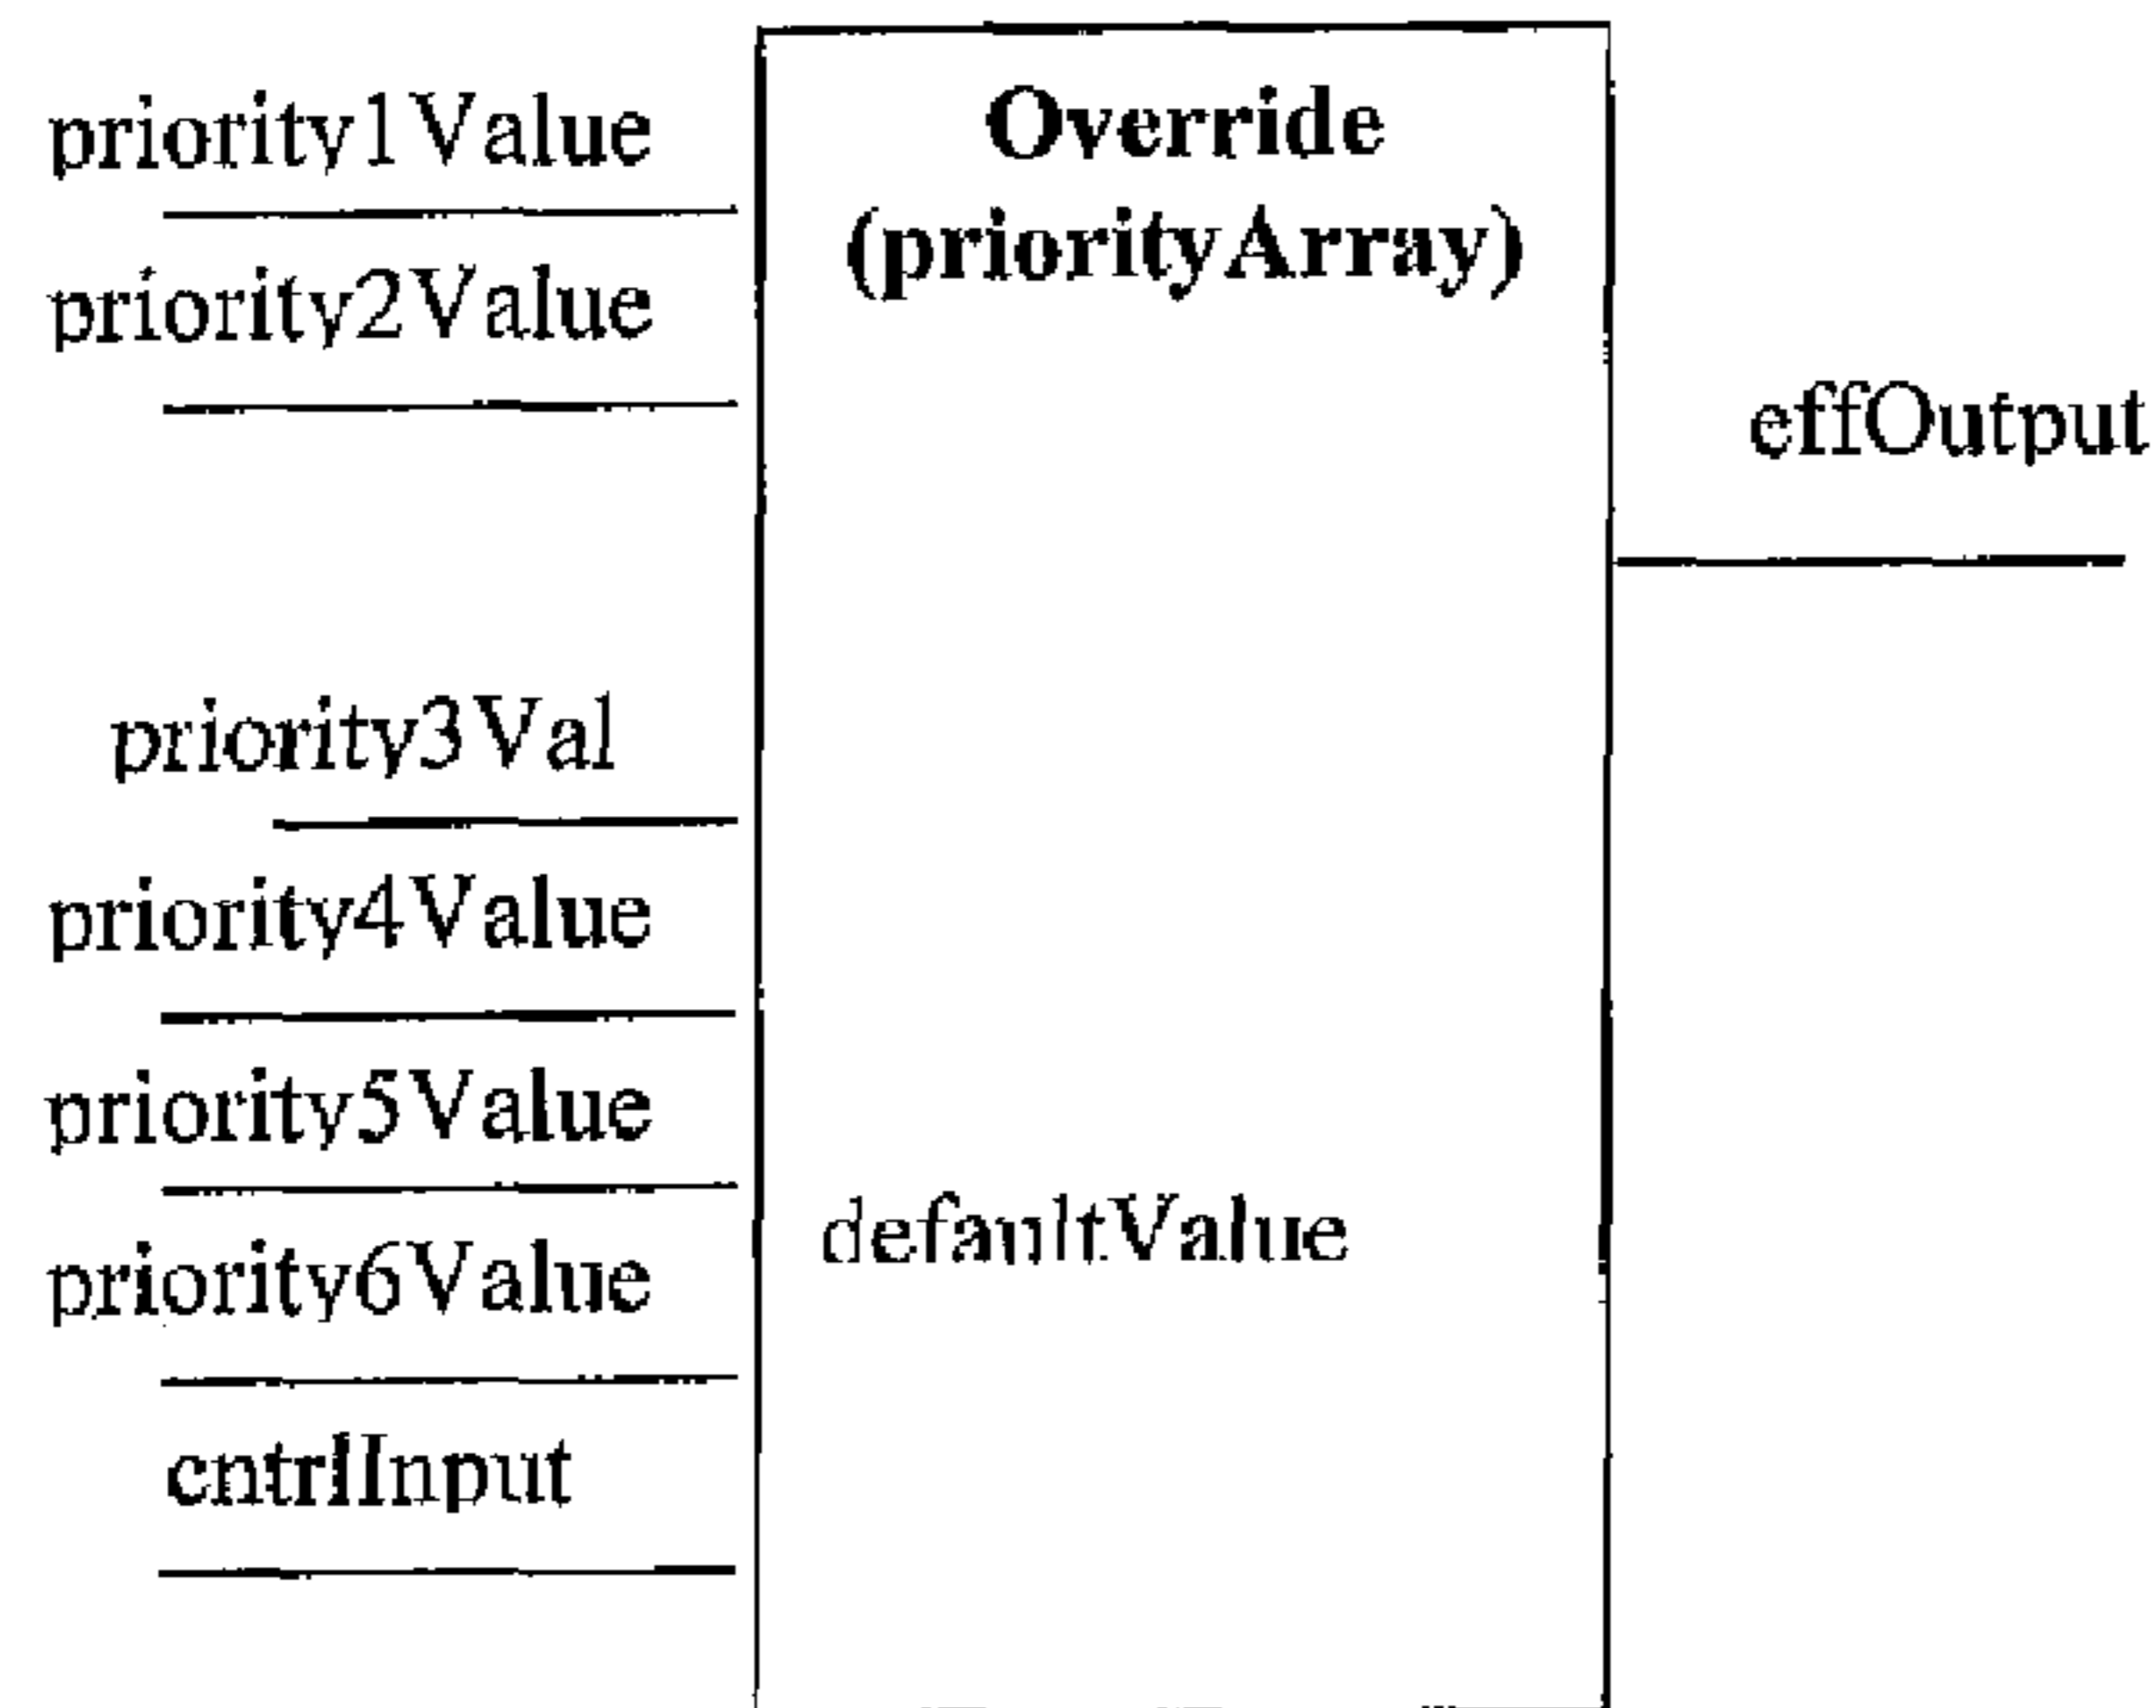 priority1Value
priority2Value
priority3Val
priority4Value
priority5Value
priority6Value
cntrlInput
Override
(priorityArray)
defaultValue
effOutput